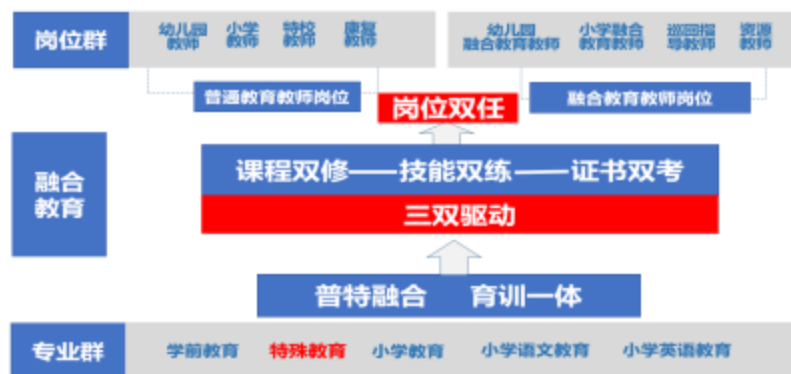 岗位群
幼儿园 小学 特校 康复
教师 教师 教师 教师
幼儿园 小学融合 巡回指 资源
融合教育教师 教育教师 导教师 教师
普通教育教师岗位
融合教育教师岗位
岗位双任
融合
教育
课程双修——技能双练——证书双考
三双驱动
普特融合 育训一体
专业群
学前教育 特殊教育 小学教育 小学语文教育 小学英语教育